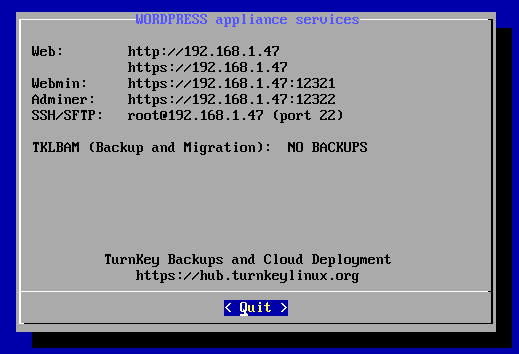 WORDPRESS appliance services
Web: http://192.168.1.47
https://192.168.1.47
Webmin: https://192.168.1.47:12321
Adminer: https://192.168.1.47:12322
SSH/SFTP: root@192.168.1.47 (port 22)
TKLBAM (Backup and Migration): NO BACKUPS
TurnKey Backups and Cloud Deployment
https://hub.turnkeylinux.org
< Quit >